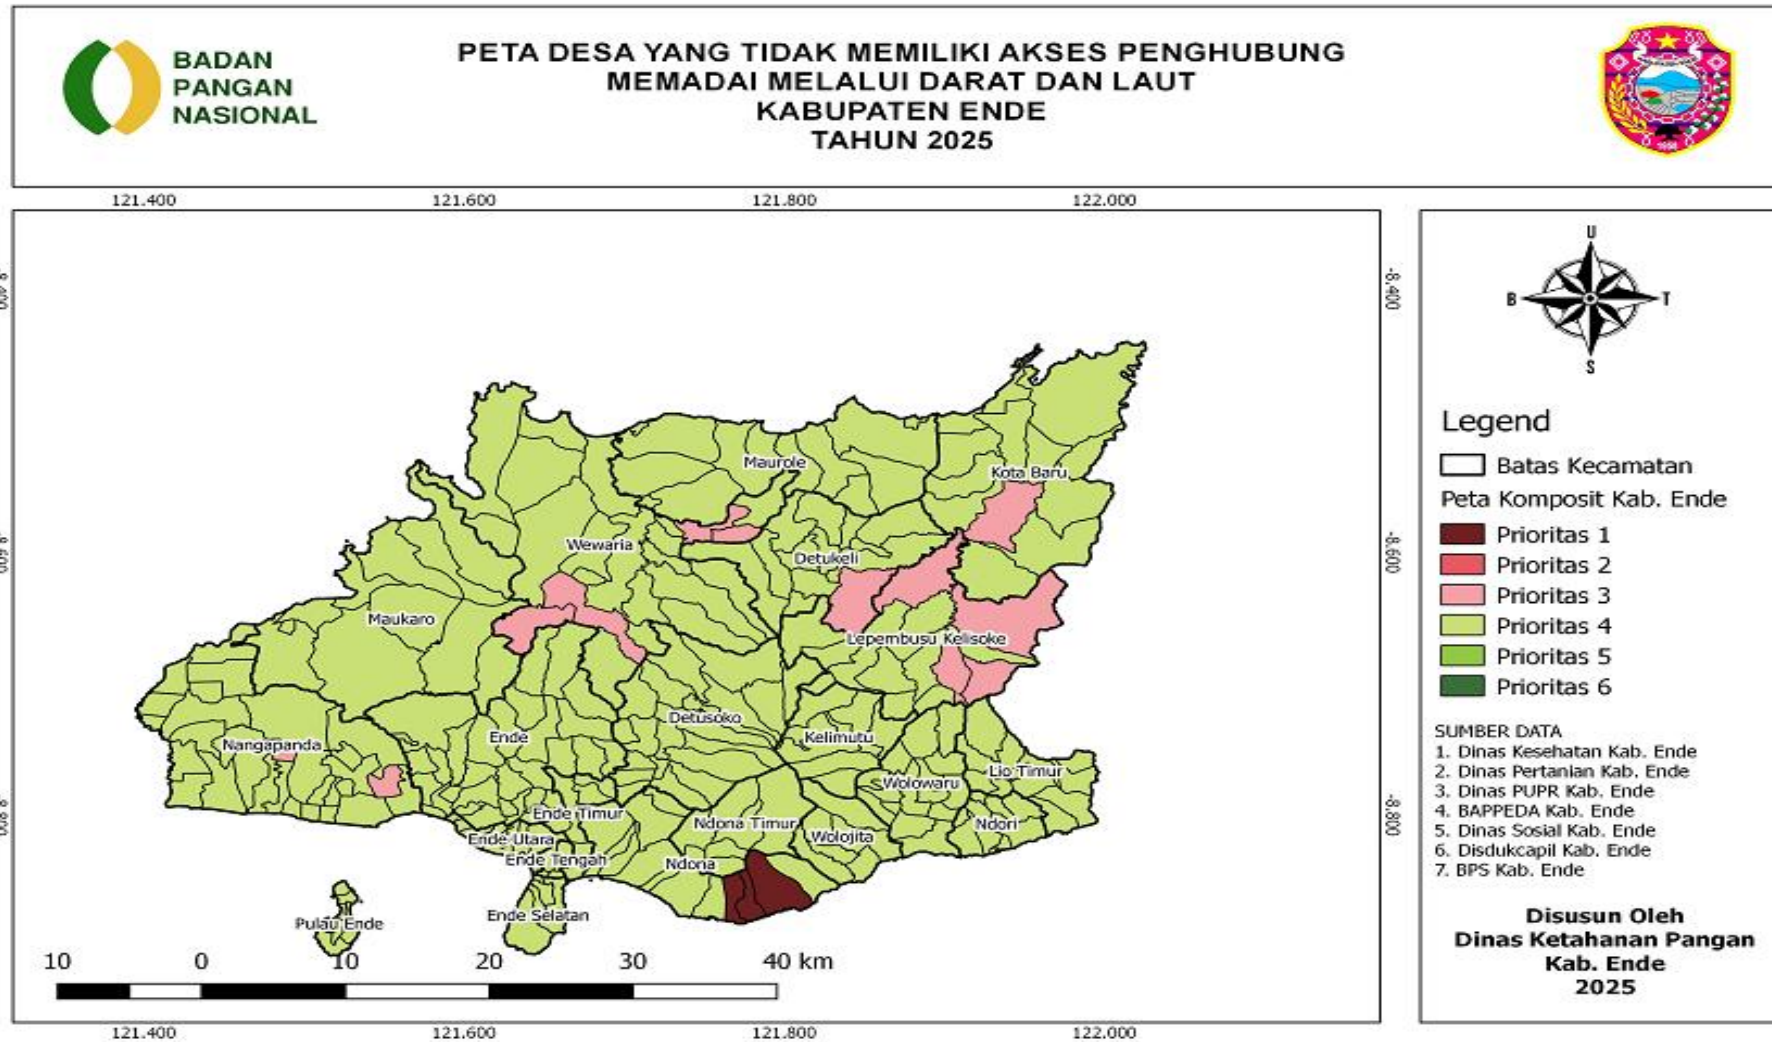 BADAN
PANGAN
NASIONAL
PETA DESA YANG TIDAK MEMILIKI AKSES PENGHUBUNG
MEMADAI MELALUI DARAT DAN LAUT
KABUPATEN ENDE
TAHUN 2025
1958
121.400 121.600 121.800 122.000
-8.400
-8.600
-8.800
Maurole
Kota Baru
Wewaria
Detukeli
Maukaro
Lepembusu Kelisoke
Detusoko
Nangapanda
Ende
Kelimutu
Lio Timur
Wolowaru
Ende Timur
Ndona Timur
Ndori
Wolojita
Ende Utara
Ende Tengah
Ndona
Ende Selatan
Pulau Ende
10 0 10 20 30 40 km
121.400 121.600 121.800 122.000
U
B T
S
Legend
Batas Kecamatan
Peta Komposit Kab. Ende
Prioritas 1
Prioritas 2
Prioritas 3
Prioritas 4
Prioritas 5
Prioritas 6
SUMBER DATA
1. Dinas Kesehatan Kab. Ende
2. Dinas Pertanian Kab. Ende
3. Dinas PUPR Kab. Ende
4. BAPPEDA Kab. Ende
5. Dinas Sosial Kab. Ende
6. Disdukcapil Kab. Ende
7. BPS Kab. Ende
Disusun Oleh
Dinas Ketahanan Pangan
Kab. Ende
2025